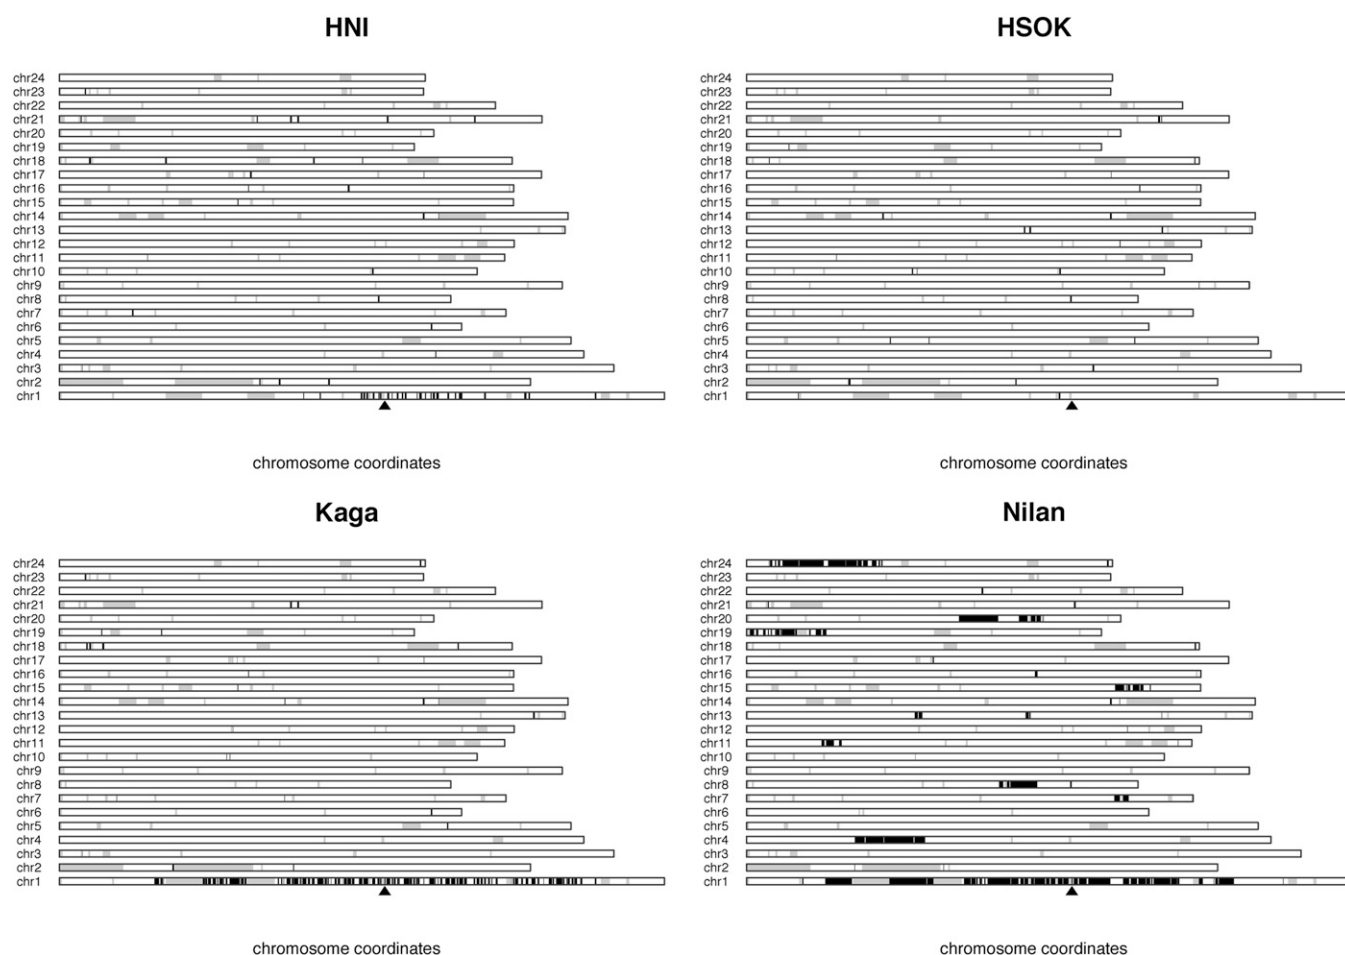 HNI
chr24
chr23
chr22
chr21
chr20
chr19
chr18
chr17
chr16
chr15
chr14
chr13
chr12
chr11
chr10
chr9
chr8
chr7
chr6
chr5
chr4
chr3
chr2
chr1
chromosome coordinates
HSOK
chr24
chr23
chr22
chr21
chr20
chr19
chr18
chr17
chr16
chr15
chr14
chr13
chr12
chr11
chr10
chr9
chr8
chr7
chr6
chr5
chr4
chr3
chr2
chr1
chromosome coordinates
Kaga
chr24
chr23
chr22
chr21
chr20
chr19
chr18
chr17
chr16
chr15
chr14
chr13
chr12
chr11
chr10
chr9
chr8
chr7
chr6
chr5
chr4
chr3
chr2
chr1
chromosome coordinates
Nilan
chr24
chr23
chr22
chr21
chr20
chr19
chr18
chr17
chr16
chr15
chr14
chr13
chr12
chr11
chr10
chr9
chr8
chr7
chr6
chr5
chr4
chr3
chr2
chr1
chromosome coordinates